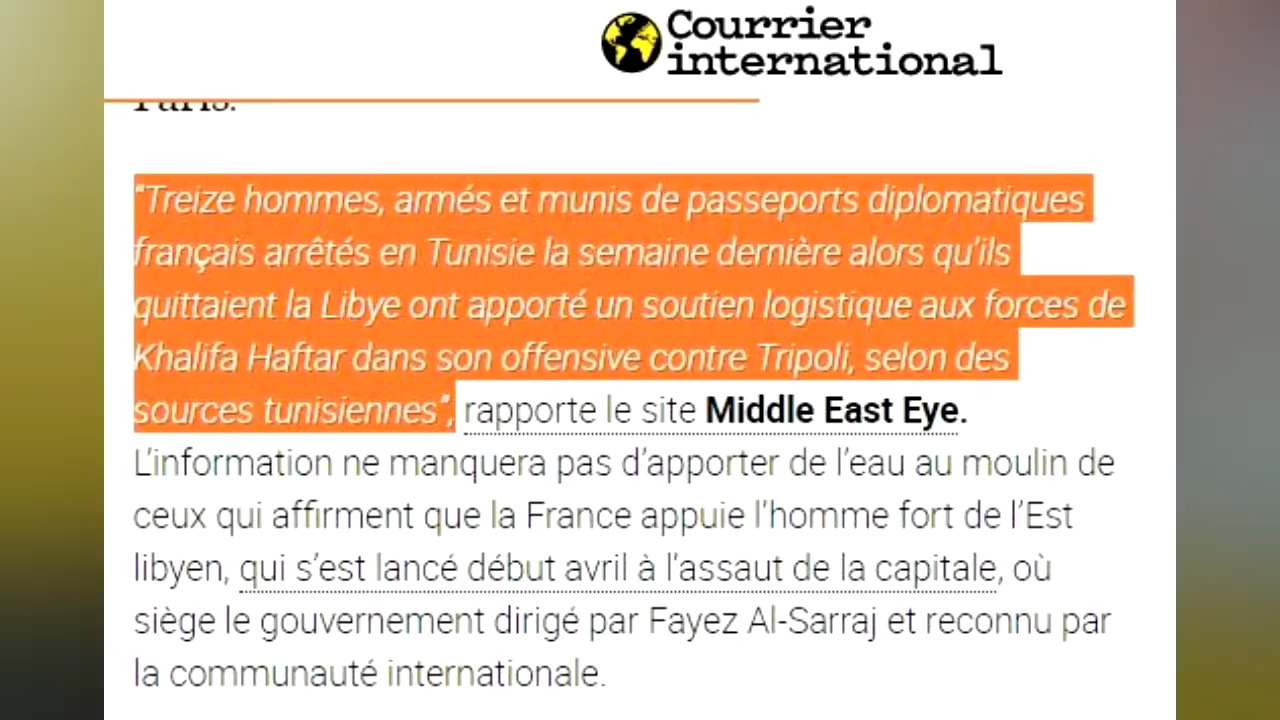 Courrier
international
Paris.
“Treize hommes, armés et munis de passeports diplomatiques
français arrêtés en Tunisie la semaine dernière alors qu’ils
quittaient la Libye ont apporté un soutien logistique aux forces de
Khalifa Haftar dans son offensive contre Tripoli, selon des
sources tunisiennes”, rapporte le site Middle East Eye.
L’information ne manquera pas d’apporter de l’eau au moulin de
ceux qui affirment que la France appuie l’homme fort de l’Est
libyen, qui s’est lancé début avril à l’assaut de la capitale, où
siège le gouvernement dirigé par Fayez Al-Sarraj et reconnu par
la communauté internationale.